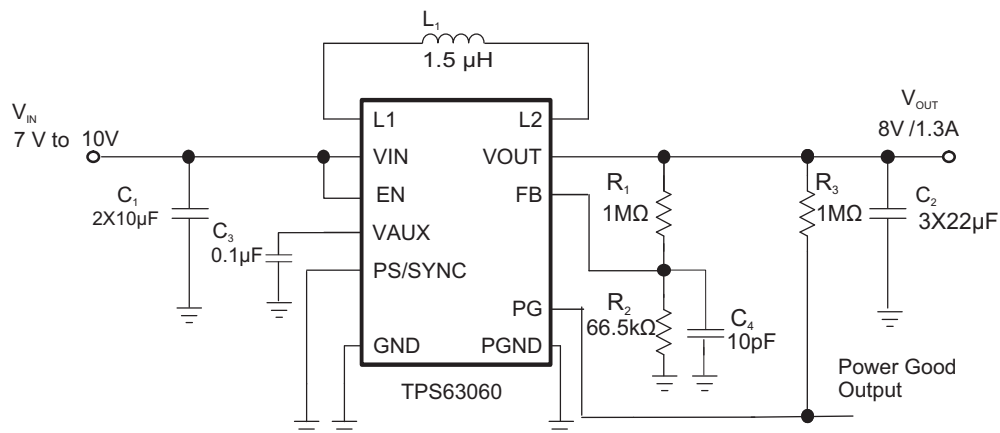 L₁
1.5 µH
V_IN
7 V to 10V
V_OUT
8V /1.3A
L1
L2
VIN
VOUT
EN
FB
VAUX
PS/SYNC
PG
GND
PGND
TPS63060
C₁
2X10µF
C₃
0.1µF
R₁
1MΩ
R₃
1MΩ
C₂
3X22µF
R₂
66.5kΩ
C₄
10pF
Power Good
Output